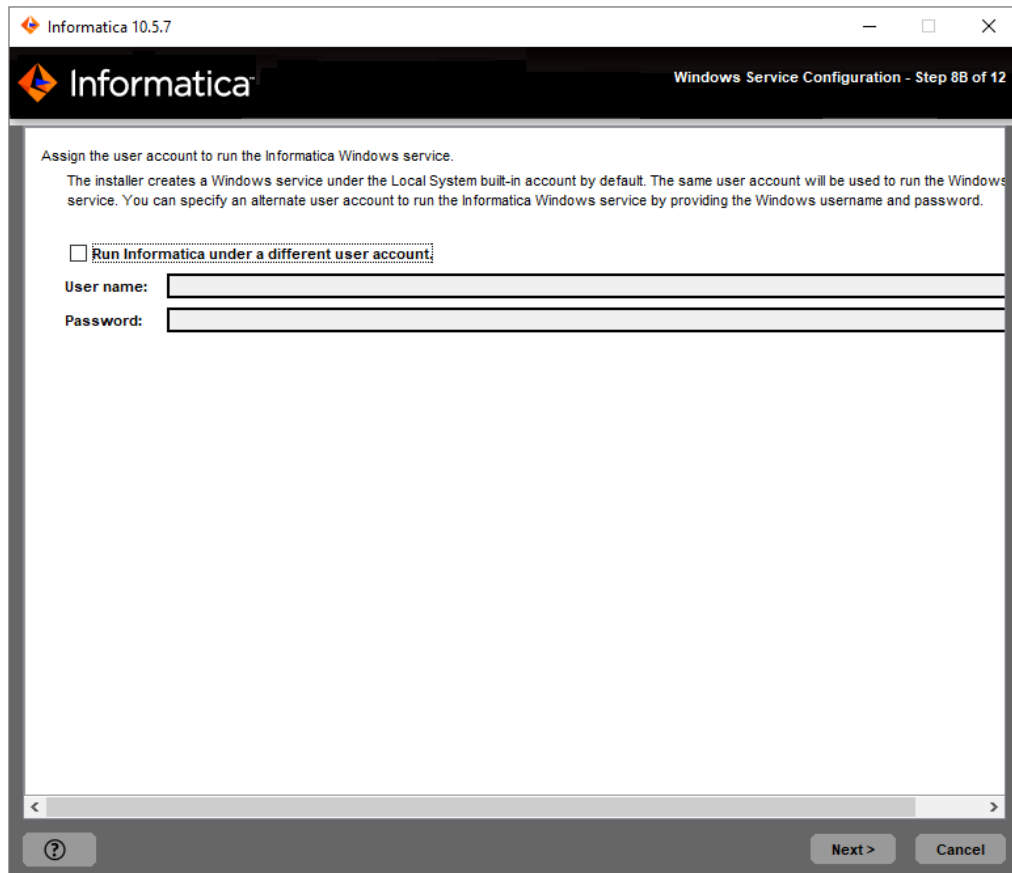 Informatica 10.5.7
Informatica
Windows Service Configuration - Step 8B of 12
Assign the user account to run the Informatica Windows service.
The installer creates a Windows service under the Local System built-in account by default. The same user account will be used to run the Windows
service. You can specify an alternate user account to run the Informatica Windows service by providing the Windows username and password.
Run Informatica under a different user account.
User name:
Password:
Next >
Cancel